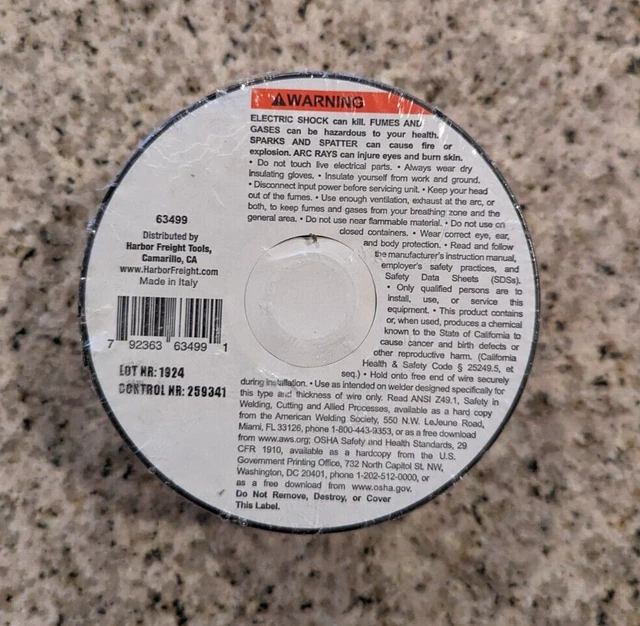 ⚠WARNING
ELECTRIC SHOCK can kill. FUMES AND
GASES can be hazardous to your health.
SPARKS AND SPATTER can cause fire or
explosion. ARC RAYS can injure eyes and burn skin.
• Do not touch live electrical parts. • Always wear dry
insulating gloves. • Insulate yourself from work and ground.
• Disconnect input power before servicing unit. • Keep your head
out of the fumes. • Use enough ventilation, exhaust at the arc, or
both, to keep fumes and gases from your breathing zone and the
general area. • Do not use near flammable material. • Do not use on
closed containers. • Wear correct eye, ear,
and body protection. • Read and follow
the manufacturer's instruction manual,
employer's safety practices, and
Safety Data Sheets (SDSs).
• Only qualified persons are to
install, use, or service this
equipment. • This product contains
or, when used, produces a chemical
known to the State of California to
cause cancer and birth defects or
other reproductive harm. (California
Health & Safety Code § 25249.5, et
seq.) • Hold onto free end of wire securely
during installation. • Use as intended on welder designed specifically for
this type and thickness of wire only. Read ANSI Z49.1, Safety in
Welding, Cutting and Allied Processes, available as a hard copy
from the American Welding Society, 550 N.W. LeJeune Road,
Miami, FL 33126, phone 1-800-443-9353, or as a free download
from www.aws.org; OSHA Safety and Health Standards, 29
CFR 1910, available as a hardcopy from the U.S.
Government Printing Office, 732 North Capitol St. NW,
Washington, DC 20401, phone 1-202-512-0000, or
as a free download from www.osha.gov.
Do Not Remove, Destroy, or Cover
This Label.
63499
Distributed by
Harbor Freight Tools,
Camarillo, CA
www.HarborFreight.com
Made in Italy
7 92363 63499 1
LOT NR: 1924
CONTROL NR: 259341